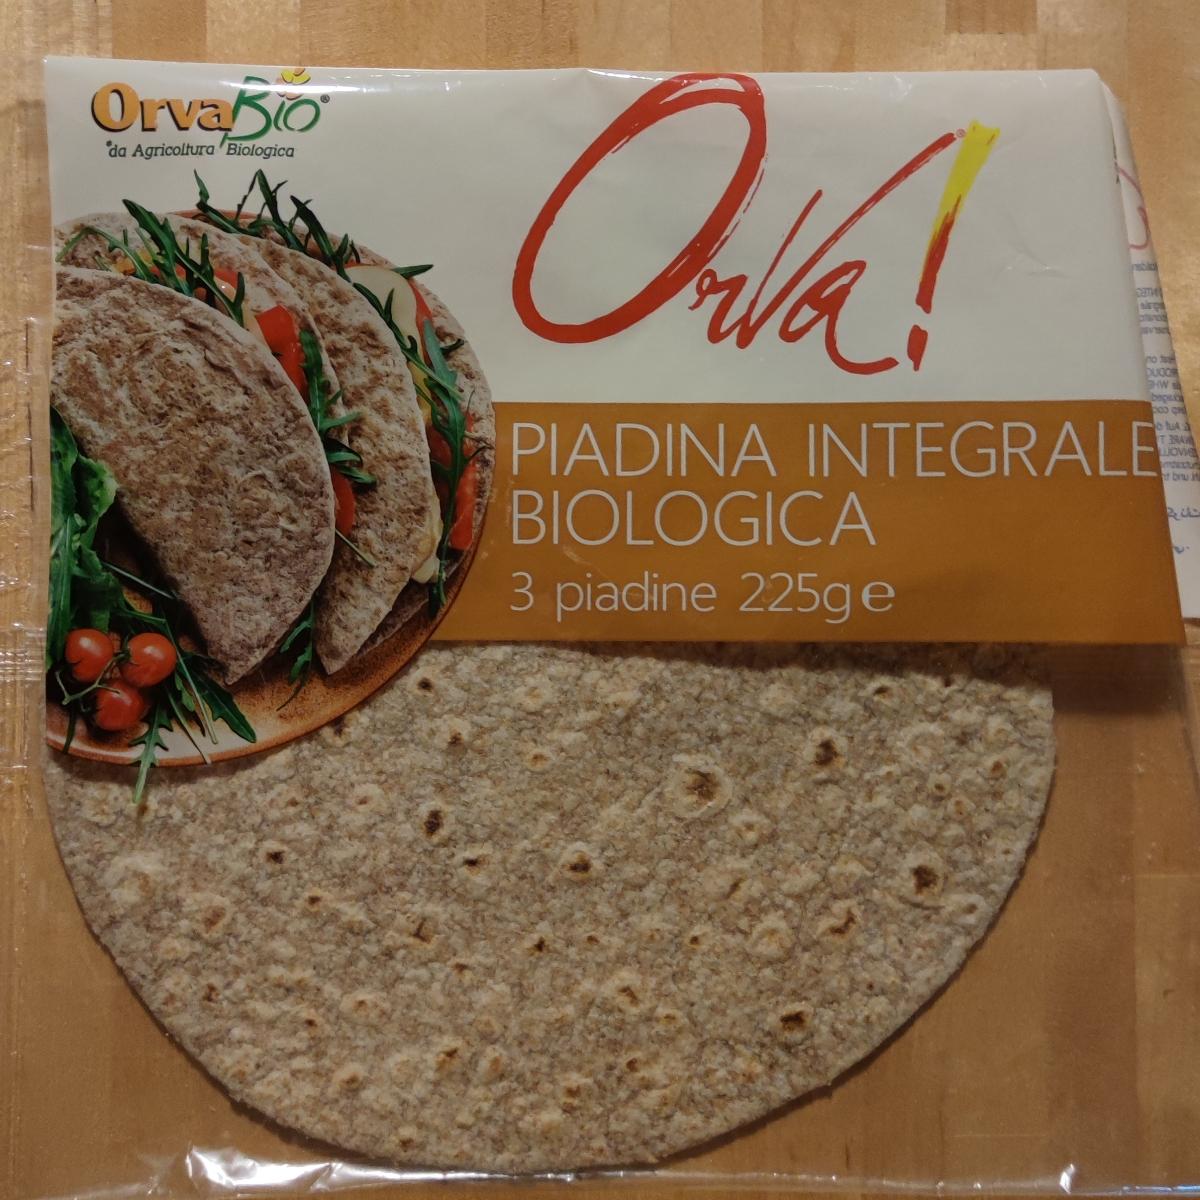 OrvaBio®
da Agricoltura Biologica
OrVa!®
PIADINA INTEGRALE
BIOLOGICA
3 piadine 225g e